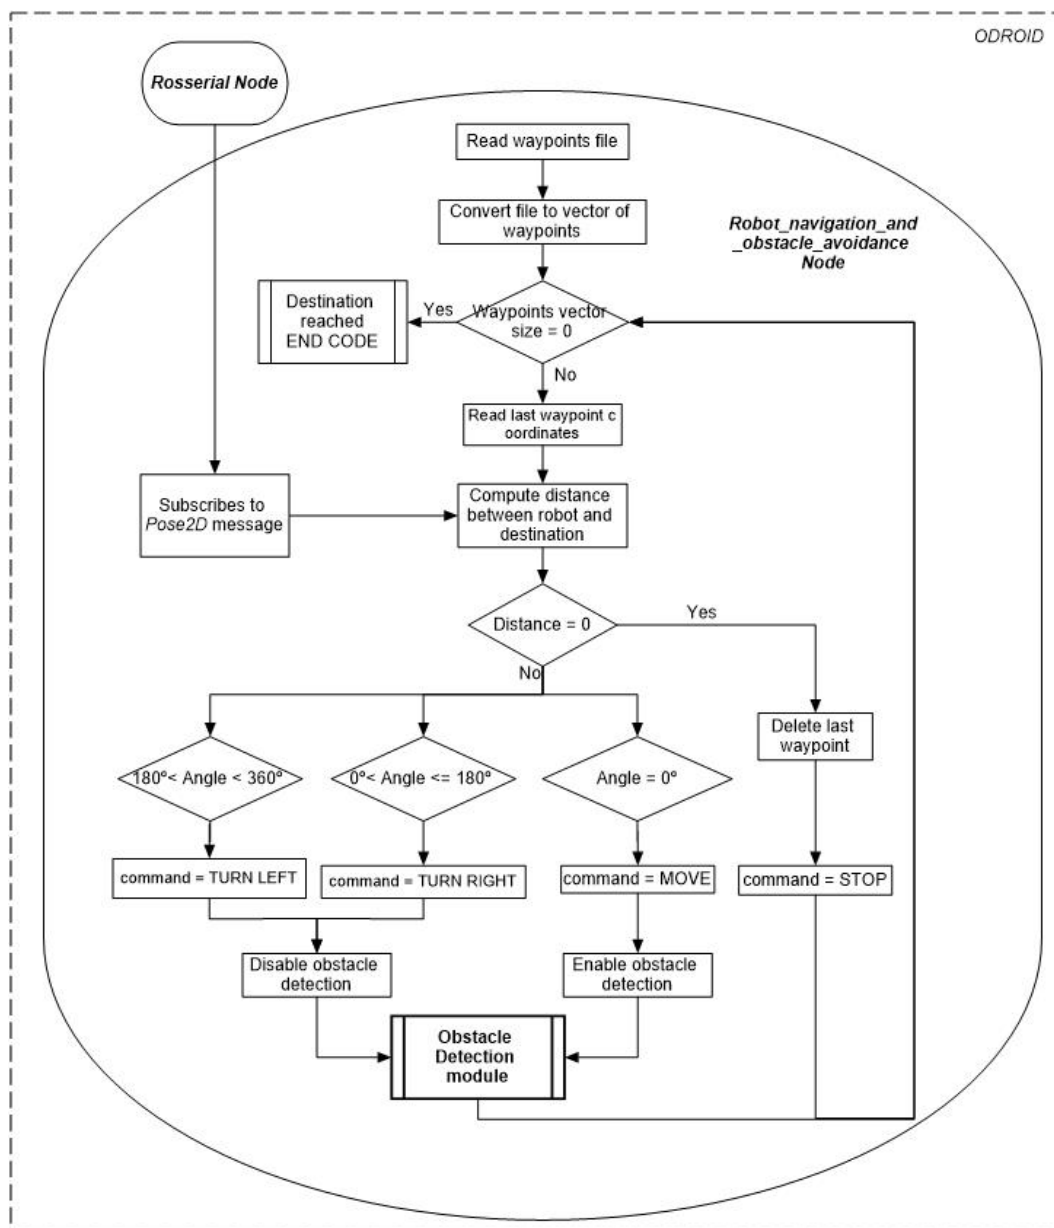 ODROID
Rosserial Node
Read waypoints file
Convert file to vector of
waypoints
Robot_navigation_and
_obstacle_avoidance
Node
Destination
reached
END CODE
Yes
Waypoints vector
size = 0
No
Read last waypoint c
oordinates
Subscribes to
Pose2D message
Compute distance
between robot and
destination
Distance = 0
Yes
No
Delete last
waypoint
180º< Angle < 360º
0º< Angle <= 180º
Angle = 0º
command = TURN LEFT
command = TURN RIGHT
command = MOVE
command = STOP
Disable obstacle
detection
Enable obstacle
detection
Obstacle
Detection
module